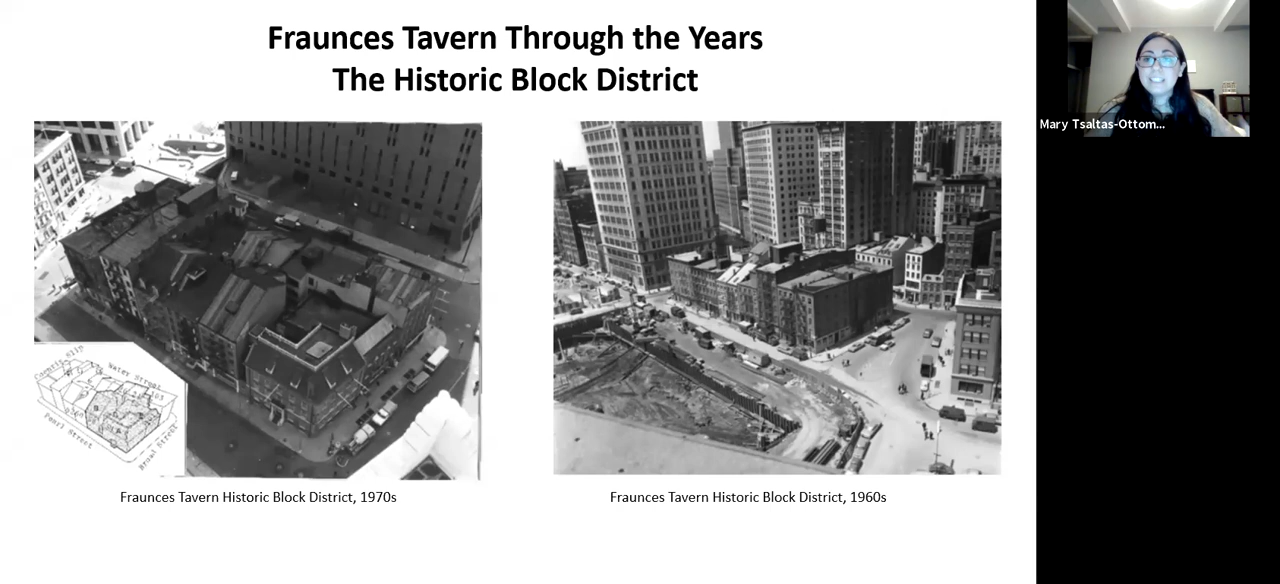 Fraunces Tavern Through the Years
The Historic Block District
Mary Tsaltas-Ottom...
Water Street
Pearl Street
Broad Street
Fraunces Tavern Historic Block District, 1970s
Fraunces Tavern Historic Block District, 1960s